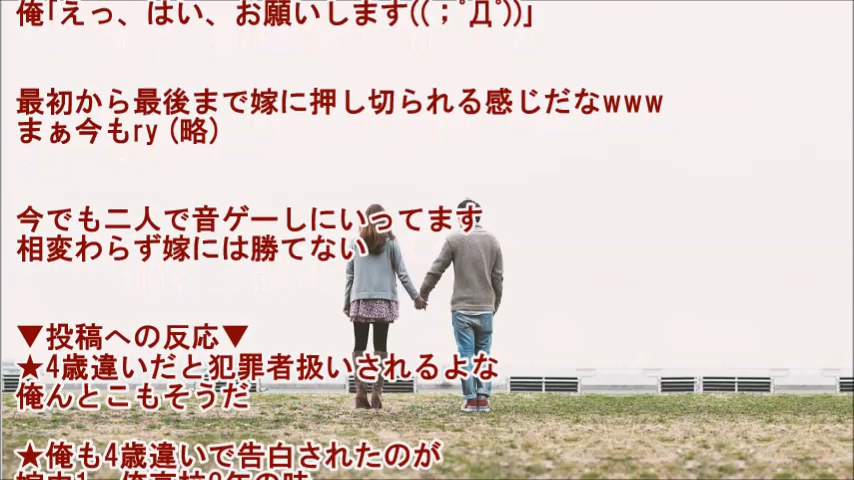 俺｢えっ、はい、お願いします((；ﾟДﾟ))｣
最初から最後まで嫁に押し切られる感じだなwww
まぁ今もry (略)
今でも二人で音ゲーしにいってます
相変わらず嫁には勝てない
▼投稿への反応▼
★4歳違いだと犯罪者扱いされるよな
俺んとこもそうだ
★俺も4歳違いで告白されたのが